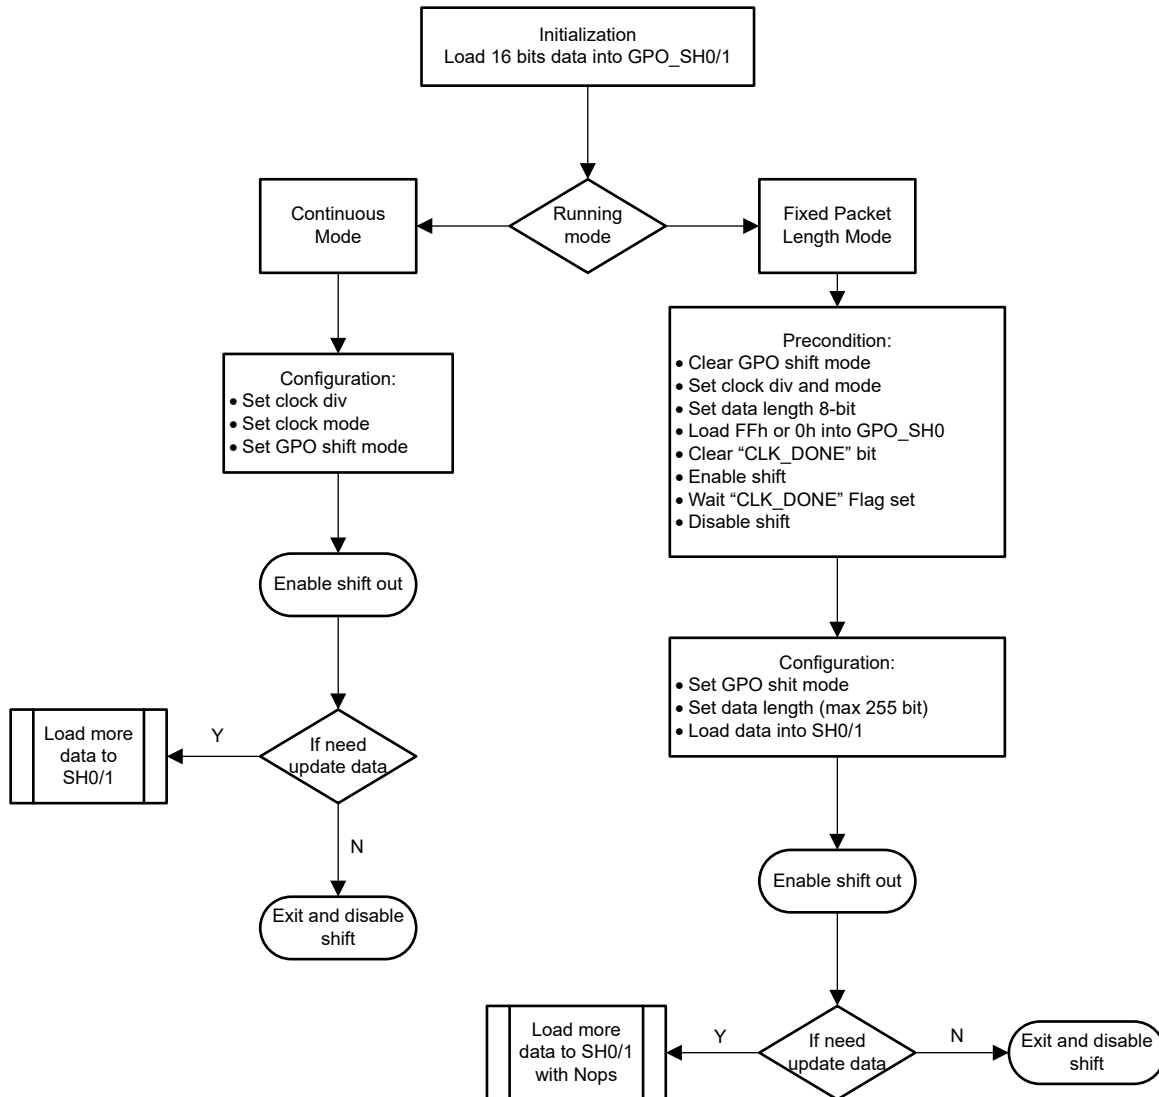 Initialization
Load 16 bits data into GPO_SH0/1
Continuous
Mode
Running
mode
Fixed Packet
Length Mode
Configuration:
• Set clock div
• Set clock mode
• Set GPO shift mode
Precondition:
• Clear GPO shift mode
• Set clock div and mode
• Set data length 8-bit
• Load FFh or 0h into GPO_SH0
• Clear “CLK_DONE” bit
• Enable shift
• Wait “CLK_DONE” Flag set
• Disable shift
Enable shift out
Configuration:
• Set GPO shit mode
• Set data length (max 255 bit)
• Load data into SH0/1
Load more
data to
SH0/1
Y
If need
update data
N
Exit and disable
shift
Enable shift out
Load more
data to SH0/1
with Nops
Y
If need
update data
N
Exit and disable
shift